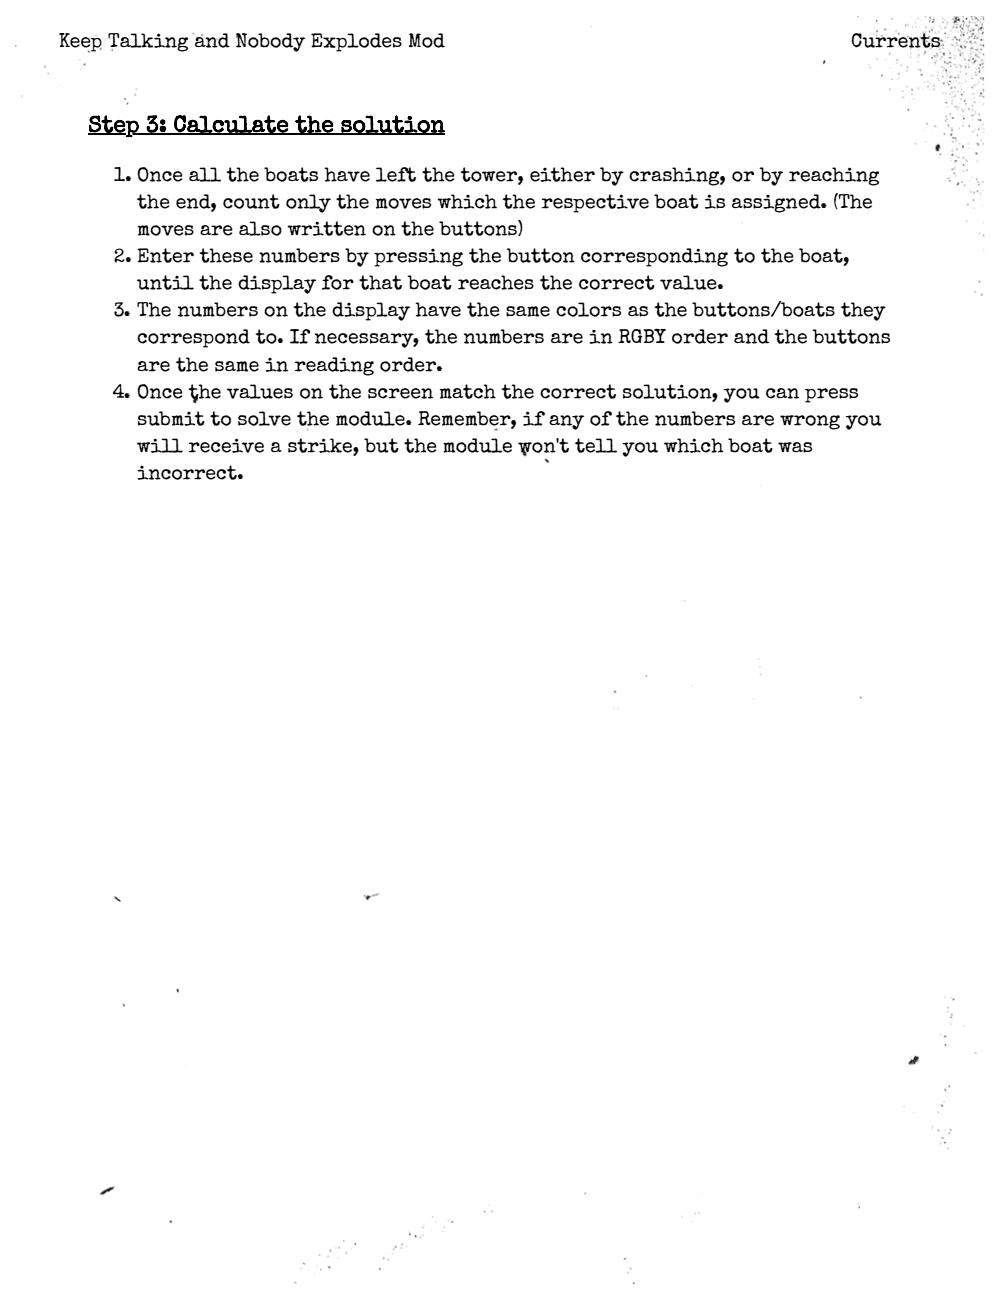 Keep Talking and Nobody Explodes Mod
Currents
Step 3: Calculate the solution
1. Once all the boats have left the tower, either by crashing, or by reaching
the end, count only the moves which the respective boat is assigned. (The
moves are also written on the buttons)
2. Enter these numbers by pressing the button corresponding to the boat,
until the display for that boat reaches the correct value.
3. The numbers on the display have the same colors as the buttons/boats they
correspond to. If necessary, the numbers are in RGBY order and the buttons
are the same in reading order.
4. Once the values on the screen match the correct solution, you can press
submit to solve the module. Remember, if any of the numbers are wrong you
will receive a strike, but the module won't tell you which boat was
incorrect.